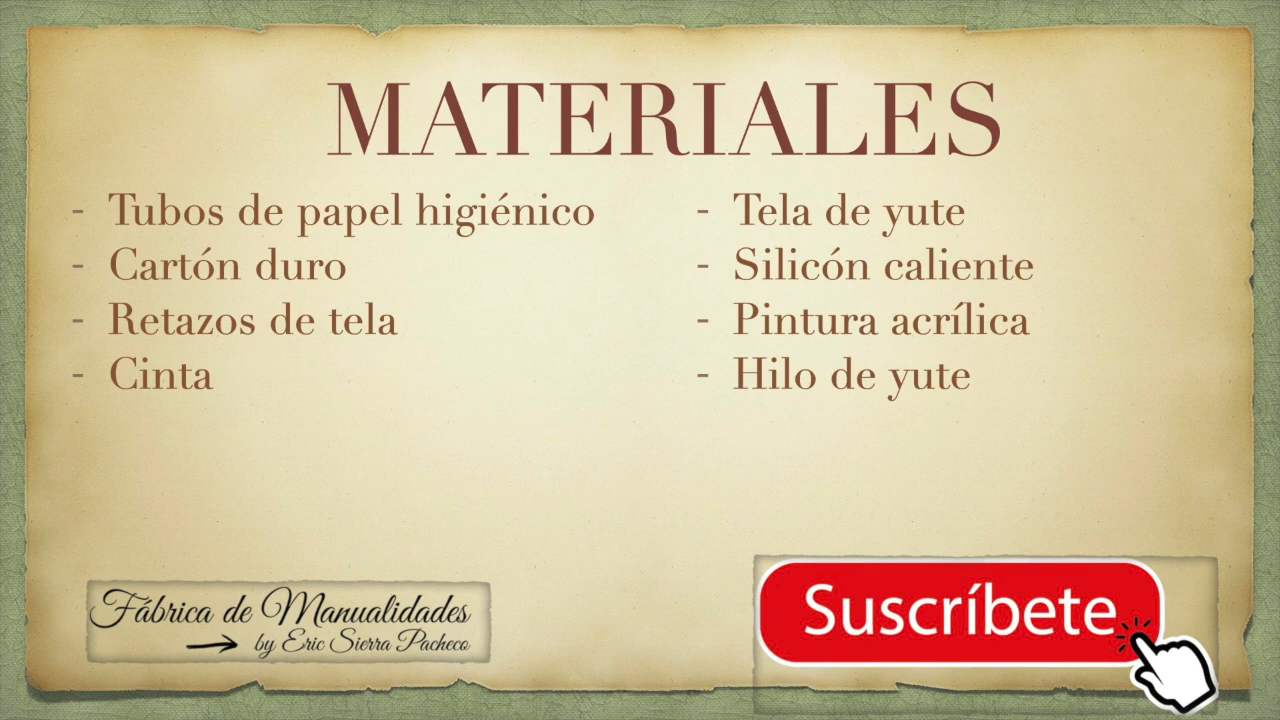 MATERIALES
- Tubos de papel higiénico
- Cartón duro
- Retazos de tela
- Cinta
- Tela de yute
- Silicón caliente
- Pintura acrílica
- Hilo de yute
Fábrica de Manualidades
by Eric Sierra Pacheco
Suscríbete